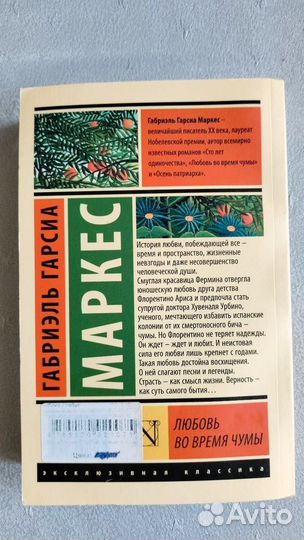 Габриэль Гарсиа Маркес –
величайший писатель XX века, лауреат
Нобелевской премии, автор всемирно
известных романов «Сто лет
одиночества», «Любовь во время чумы»
и «Осень патриарха».
ГАБРИЭЛЬ ГАРСИА
МАРКЕС
История любви, побеждающей все –
время и пространство, жизненные
невзгоды и даже несовершенство
человеческой души.
Смуглая красавица Фермина отвергла
юношескую любовь друга детства
Флорентино Ариса и предпочла стать
супругой доктора Хувеналя Урбино,
ученого, мечтающего избавить испанские
колонии от их смертоносного бича –
чумы. Но Флорентино не теряет надежды.
Он ждет – ждет и любит. И неистовая
сила его любви лишь крепнет с годами.
Такая любовь достойна восхищения.
О ней слагают песни и легенды.
Страсть – как смысл жизни. Верность –
как суть самого бытия...
ЛЮБОВЬ
ВО ВРЕМЯ ЧУМЫ
эксклюзивная классика
Avito